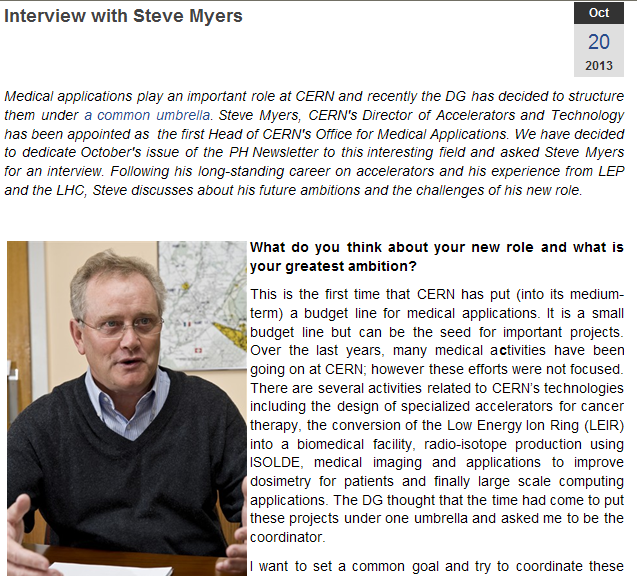 Interview with Steve Myers
Oct
20
2013
Medical applications play an important role at CERN and recently the DG has decided to structure
them under a common umbrella. Steve Myers, CERN's Director of Accelerators and Technology
has been appointed as the first Head of CERN's Office for Medical Applications. We have decided
to dedicate October's issue of the PH Newsletter to this interesting field and asked Steve Myers
for an interview. Following his long-standing career on accelerators and his experience from LEP
and the LHC, Steve discusses about his future ambitions and the challenges of his new role.
What do you think about your new role and what is
your greatest ambition?
This is the first time that CERN has put (into its medium-
term) a budget line for medical applications. It is a small
budget line but can be the seed for important projects.
Over the last years, many medical activities have been
going on at CERN; however these efforts were not focused.
There are several activities related to CERN's technologies
including the design of specialized accelerators for cancer
therapy, the conversion of the Low Energy Ion Ring (LEIR)
into a biomedical facility, radio-isotope production using
ISOLDE, medical imaging and applications to improve
dosimetry for patients and finally large scale computing
applications. The DG thought that the time had come to put
these projects under one umbrella and asked me to be the
coordinator.
I want to set a common goal and try to coordinate these